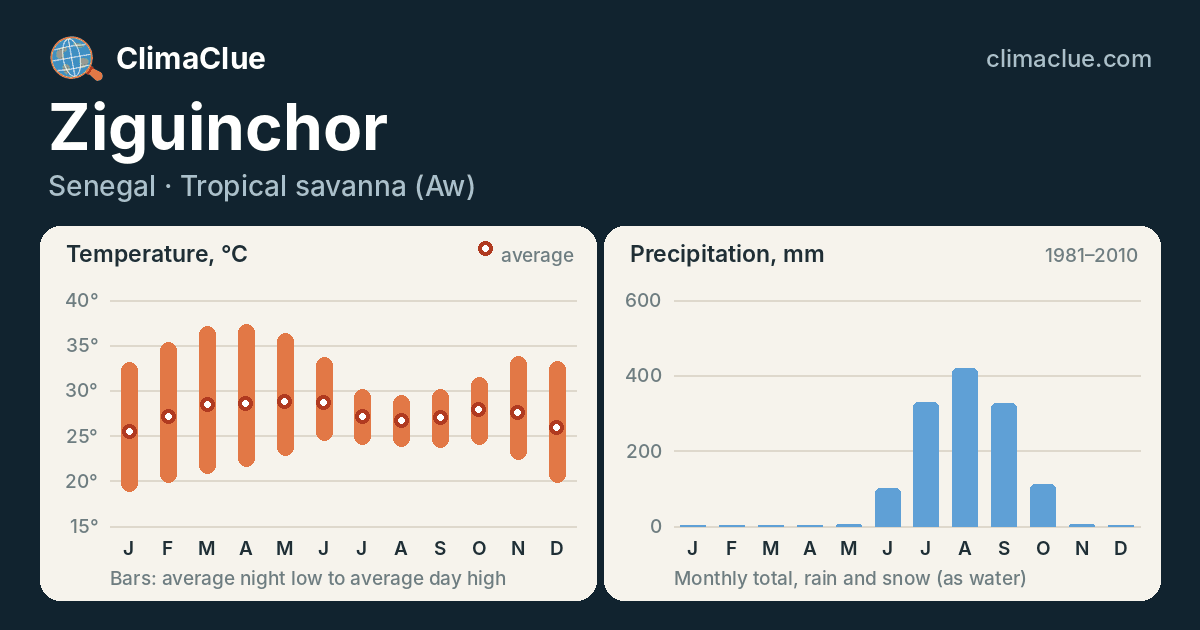 ClimaClue
climaclue.com
Ziguinchor
Senegal · Tropical savanna (Aw)
Temperature, °C
average
40°
35°
30°
25°
20°
15°
J F M A M J J A S O N D
Bars: average night low to average day high
Precipitation, mm
1981–2010
600
400
200
0
J F M A M J J A S O N D
Monthly total, rain and snow (as water)